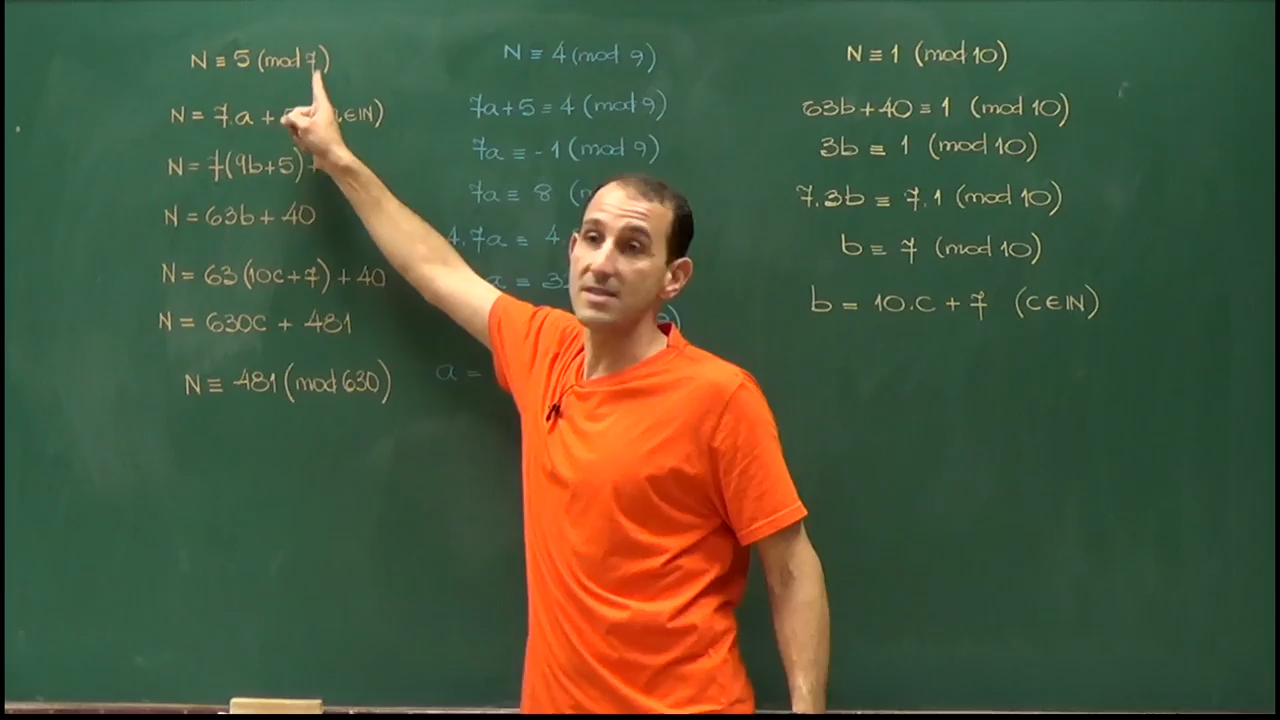 N ≡ 5 (mod 7)
N = 7.a + ∈ IN)
N = 7(9b+5)
N = 63b + 40
N = 63(10c+7) + 40
N = 630c + 481
N ≡ 481 (mod 630)
N ≡ 4 (mod 9)
7a+5 ≡ 4 (mod 9)
7a ≡ -1 (mod 9)
7a ≡ 8
4.7a ≡ 4
a =
N ≡ 1 (mod 10)
63b+40 ≡ 1 (mod 10)
3b ≡ 1 (mod 10)
7.3b ≡ 7.1 (mod 10)
b ≡ 7 (mod 10)
b = 10.c + 7 (c ∈ IN)